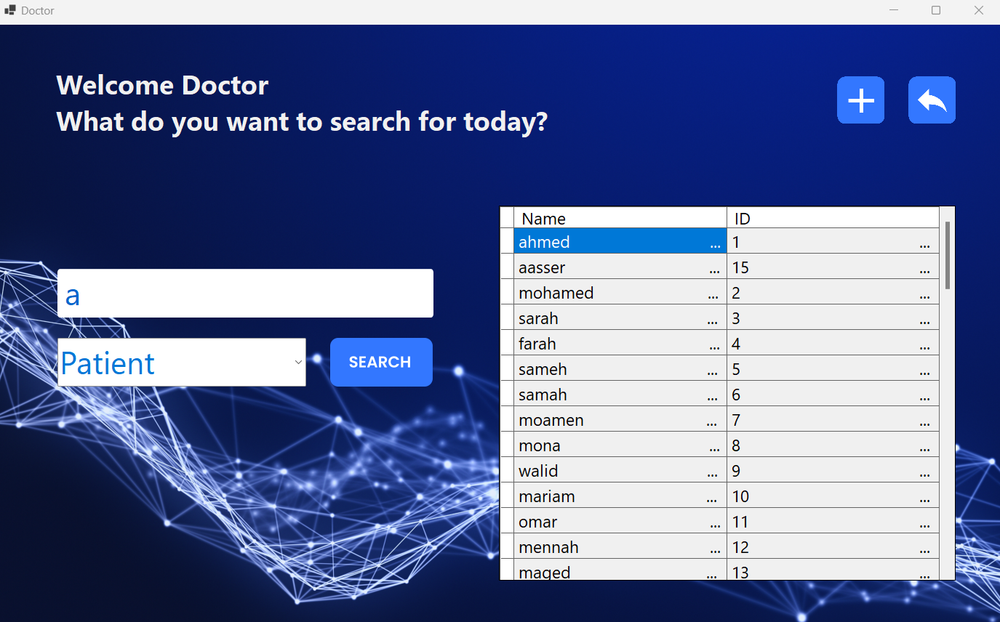 Doctor
Welcome Doctor
What do you want to search for today?
a
Patient
SEARCH
Name ID
ahmed ... 1 ...
aasser ... 15 ...
mohamed ... 2 ...
sarah ... 3 ...
farah ... 4 ...
sameh ... 5 ...
samah ... 6 ...
moamen ... 7 ...
mona ... 8 ...
walid ... 9 ...
mariam ... 10 ...
omar ... 11 ...
mennah ... 12 ...
maged ... 13 ...